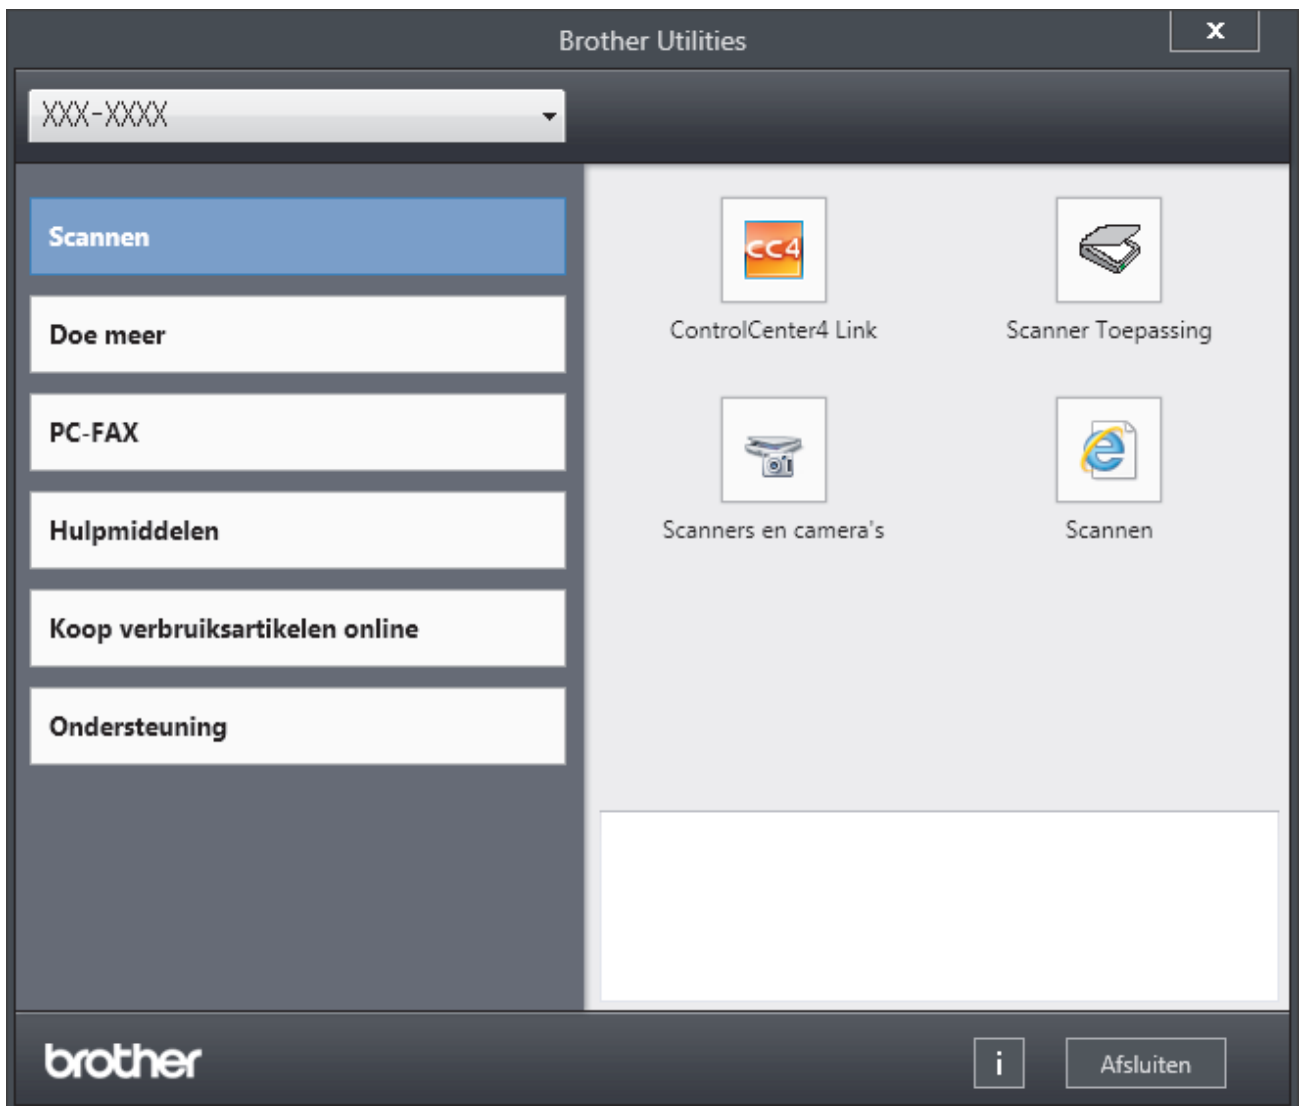 Brother Utilities
x
XXX-XXXX
Scannen
Doe meer
PC-FAX
Hulpmiddelen
Koop verbruiksartikelen online
Ondersteuning
CC4
ControlCenter4 Link
Scanner Toepassing
Scanners en camera's
Scannen
brother
i
Afsluiten